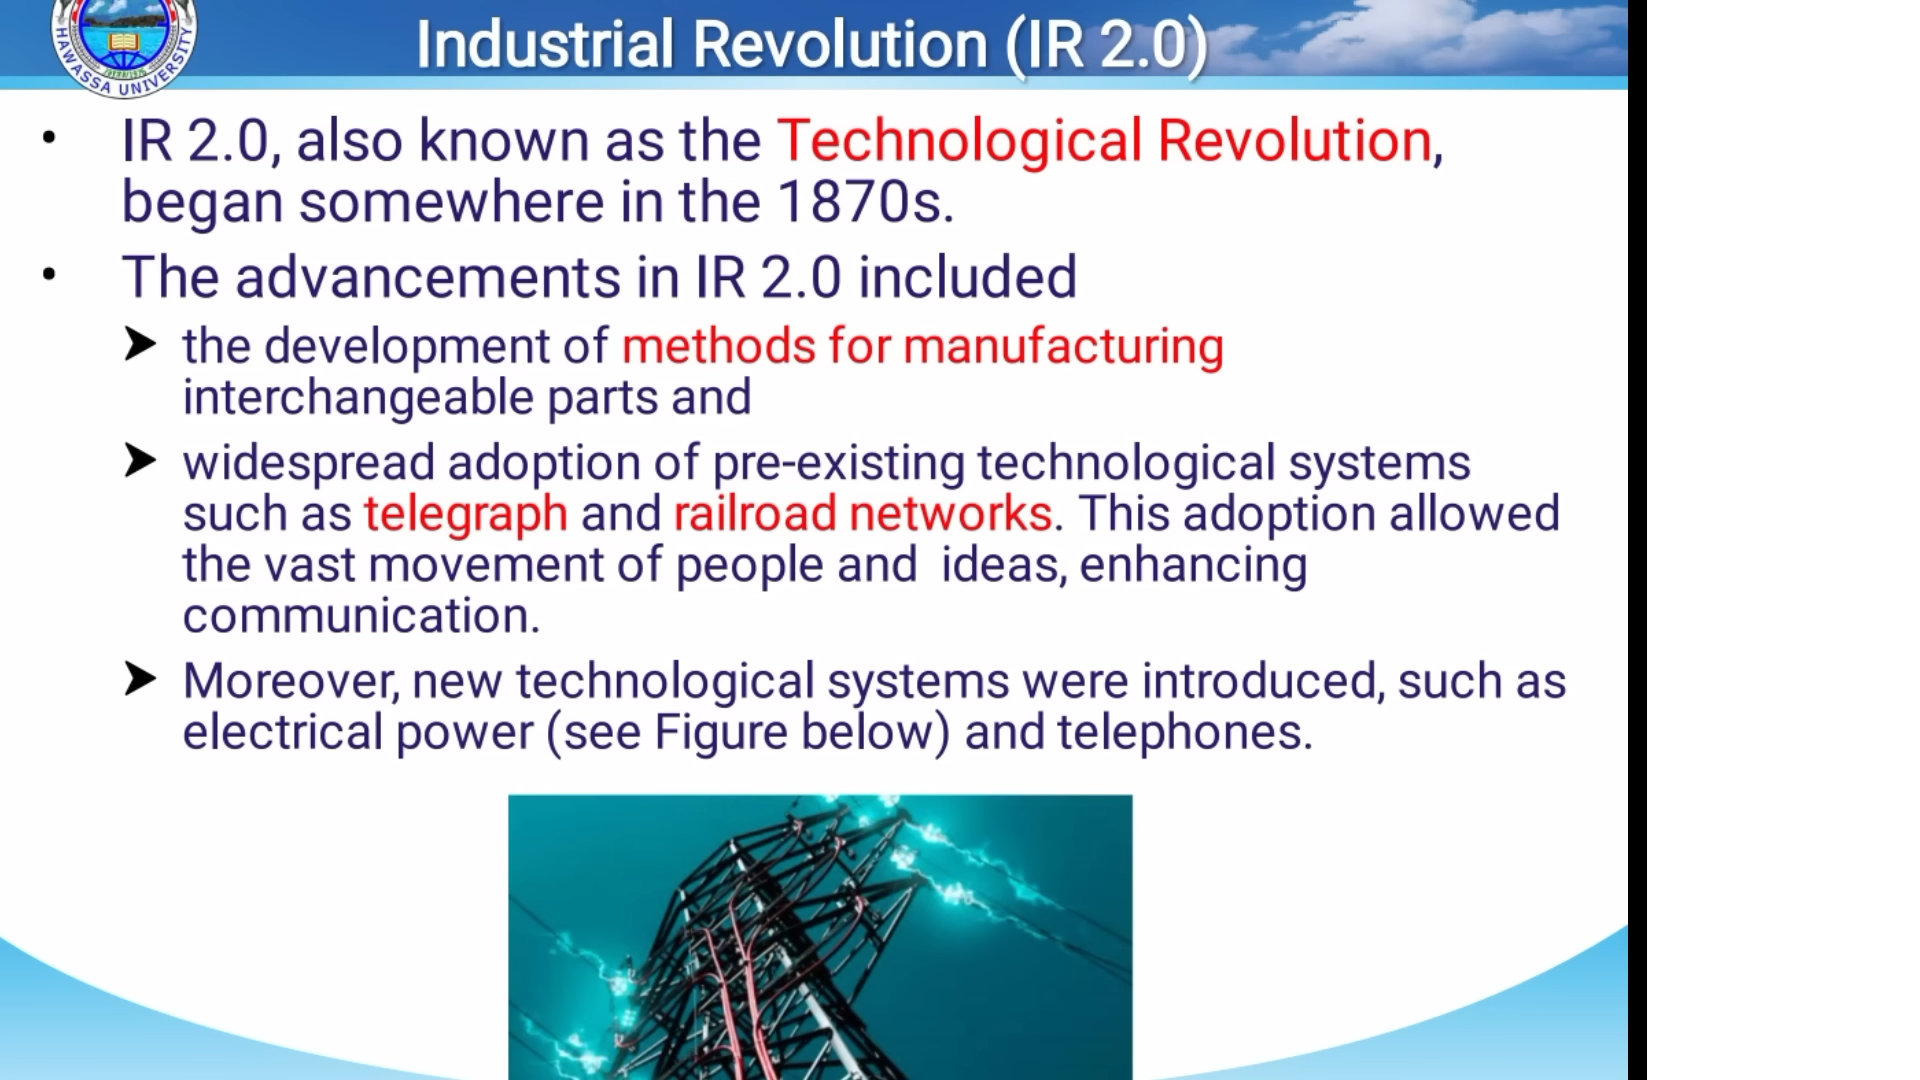 Industrial Revolution (IR 2.0)
HAWASSA UNIVERSITY
• IR 2.0, also known as the Technological Revolution,
began somewhere in the 1870s.
• The advancements in IR 2.0 included
➤ the development of methods for manufacturing
interchangeable parts and
➤ widespread adoption of pre-existing technological systems
such as telegraph and railroad networks. This adoption allowed
the vast movement of people and  ideas, enhancing
communication.
➤ Moreover, new technological systems were introduced, such as
electrical power (see Figure below) and telephones.